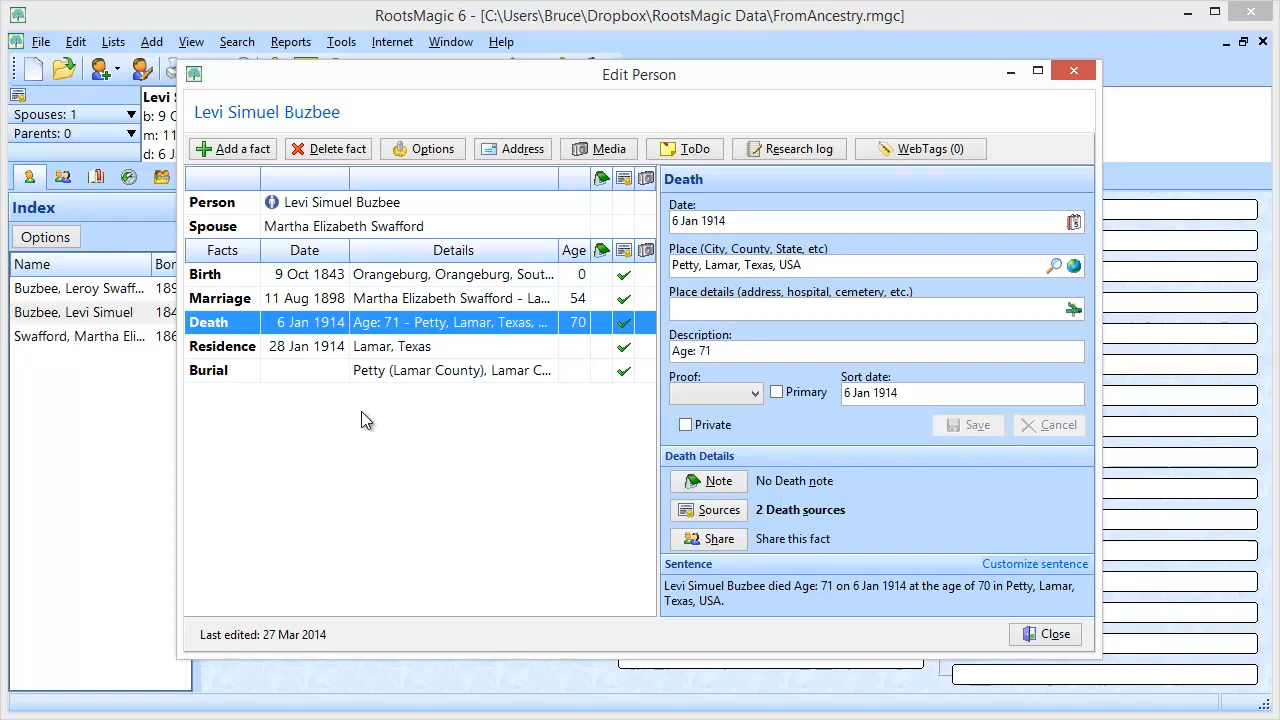 RootsMagic 6 - [C:\Users\Bruce\Dropbox\RootsMagic Data\FromAncestry.rmgc]
File Edit Lists Add View Search Reports Tools Internet Window Help
Edit Person
Spouses: 1
Parents: 0
Levi S
b: 9 O
m: 11
d: 6 J
Levi Simuel Buzbee
Add a fact Delete fact Options Address Media ToDo Research log WebTags (0)
Index
Options
Name Bor
Buzbee, Leroy Swaff... 189
Buzbee, Levi Simuel 184
Swafford, Martha Eli... 186
Person Levi Simuel Buzbee
Spouse Martha Elizabeth Swafford
Facts Date Details Age
Birth 9 Oct 1843 Orangeburg, Orangeburg, Sout... 0
Marriage 11 Aug 1898 Martha Elizabeth Swafford - La... 54
Death 6 Jan 1914 Age: 71 - Petty, Lamar, Texas, ... 70
Residence 28 Jan 1914 Lamar, Texas
Burial Petty (Lamar County), Lamar C...
Death
Date:
6 Jan 1914
Place (City, County, State, etc)
Petty, Lamar, Texas, USA
Place details (address, hospital, cemetery, etc.)
Description:
Age: 71
Proof: Primary Sort date:
6 Jan 1914
Private Save Cancel
Death Details
Note No Death note
Sources 2 Death sources
Share Share this fact
Sentence Customize sentence
Levi Simuel Buzbee died Age: 71 on 6 Jan 1914 at the age of 70 in Petty, Lamar,
Texas, USA.
Last edited: 27 Mar 2014 Close